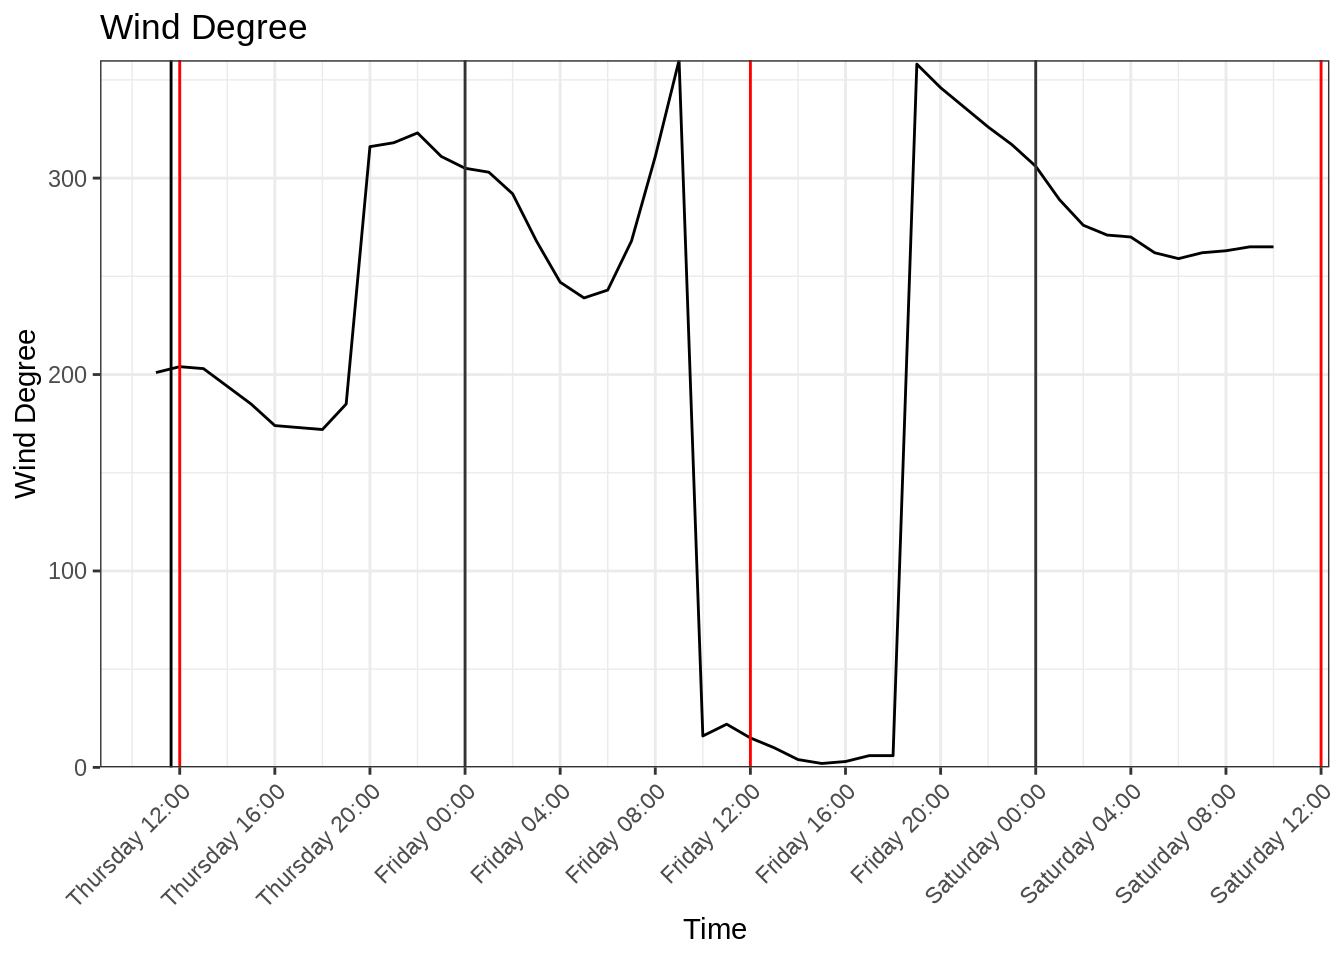 Wind Degree
Wind Degree
300
200
100
0
Thursday 12:00
Thursday 16:00
Thursday 20:00
Friday 00:00
Friday 04:00
Friday 08:00
Friday 12:00
Friday 16:00
Friday 20:00
Saturday 00:00
Saturday 04:00
Saturday 08:00
Saturday 12:00
Time